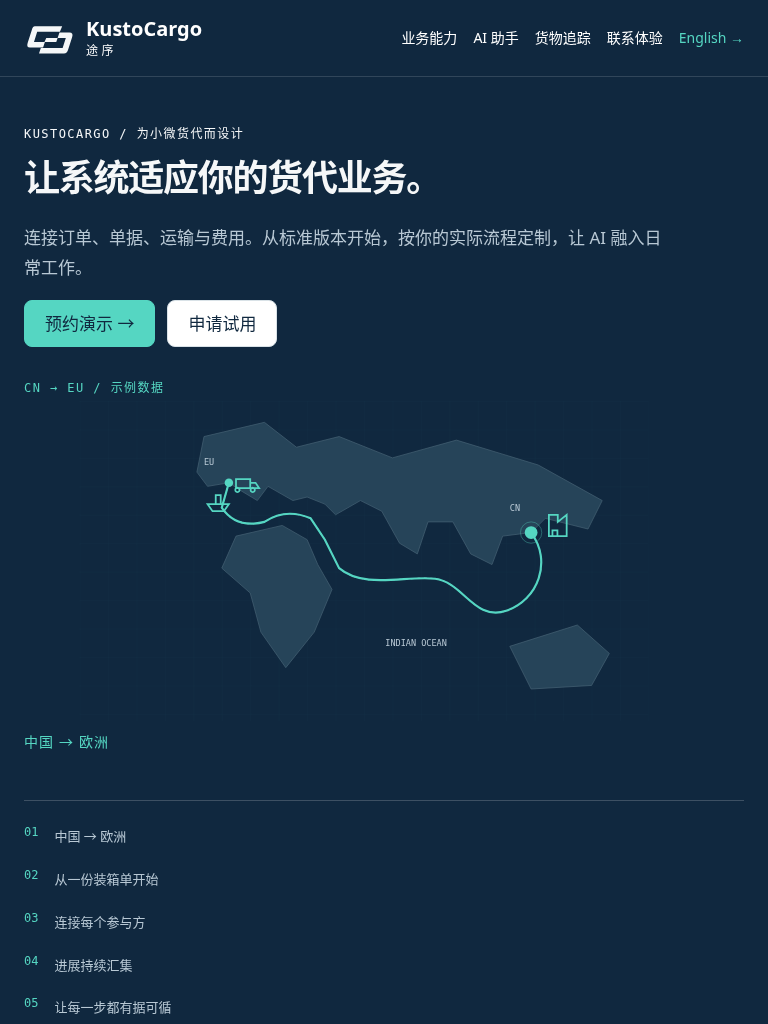 KustoCargo
途序
业务能力 AI 助手 货物追踪 联系体验 English →
KUSTOCARGO / 为小微货代而设计
让系统适应你的货代业务。
连接订单、单据、运输与费用。从标准版本开始，按你的实际流程定制，让 AI 融入日
常工作。
预约演示 → 申请试用
CN → EU / 示例数据
EU
CN
INDIAN OCEAN
中国 → 欧洲
01 中国 → 欧洲
02 从一份装箱单开始
03 连接每个参与方
04 进展持续汇集
05 让每一步都有据可循